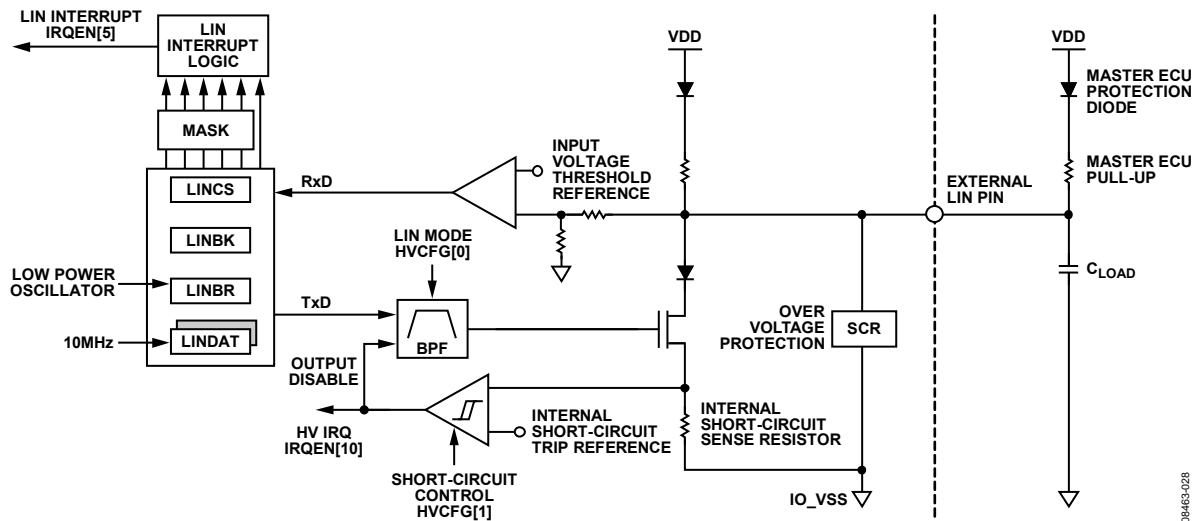 LIN INTERRUPT
IRQEN[5]
LIN
INTERRUPT
LOGIC
MASK
VDD
VDD
MASTER ECU
PROTECTION
DIODE
MASTER ECU
PULL-UP
INPUT
VOLTAGE
THRESHOLD
REFERENCE
RxD
EXTERNAL
LIN PIN
LINCS
LINBK
LINBR
LINDAT
LOW POWER
OSCILLATOR
10MHz
LIN MODE
HVCFG[0]
TxD
BPF
OUTPUT
DISABLE
OVER
VOLTAGE
PROTECTION
SCR
CLOAD
HV IRQ
IRQEN[10]
INTERNAL
SHORT-CIRCUIT
TRIP REFERENCE
INTERNAL
SHORT-CIRCUIT
SENSE RESISTOR
SHORT-CIRCUIT
CONTROL
HVCFG[1]
IO_VSS
08463-028